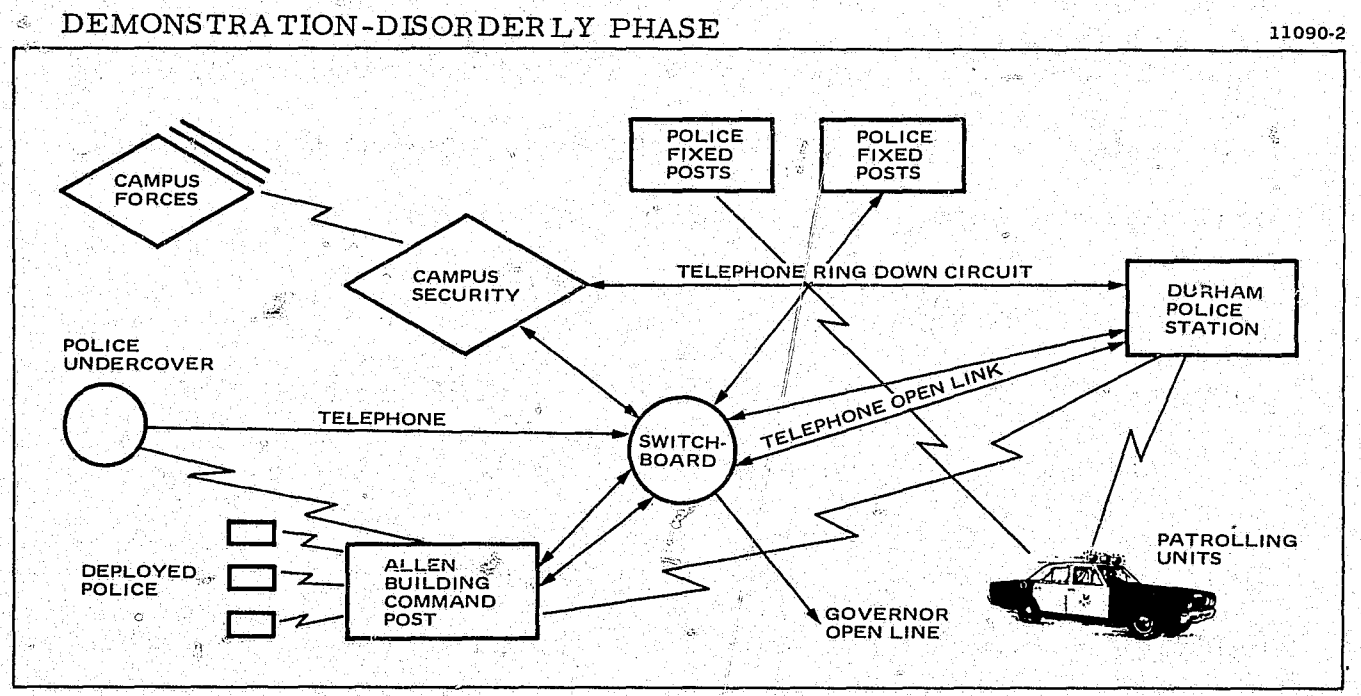 DEMONSTRATION-DISORDERLY PHASE
11090-2
POLICE
FIXED
POSTS
POLICE
FIXED
POSTS
CAMPUS
FORCES
CAMPUS
SECURITY
TELEPHONE RING DOWN CIRCUIT
DURHAM
POLICE
STATION
POLICE
UNDERCOVER
TELEPHONE
TELEPHONE OPEN LINK
SWITCH-
BOARD
DEPLOYED
POLICE
ALLEN
BUILDING
COMMAND
POST
GOVERNOR
OPEN LINE
PATROLLING
UNITS